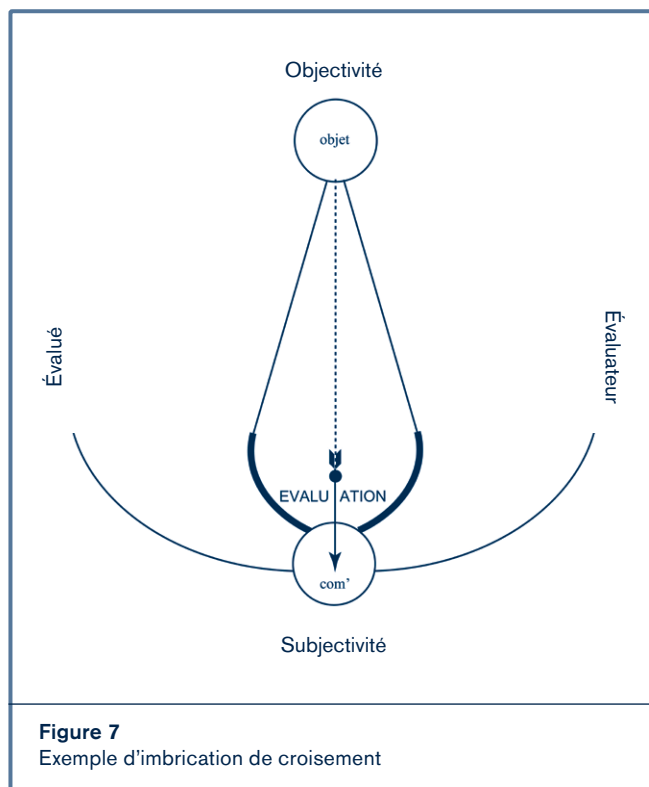 Objectivité
objet
Évalué
Évaluateur
EVALU ATION
com’
Subjectivité
Figure 7
Exemple d’imbrication de croisement